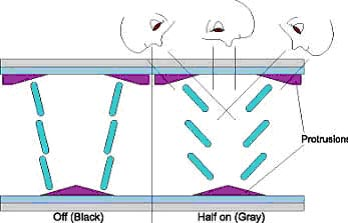 Protrusions
Off (Black)
Half on (Gray)